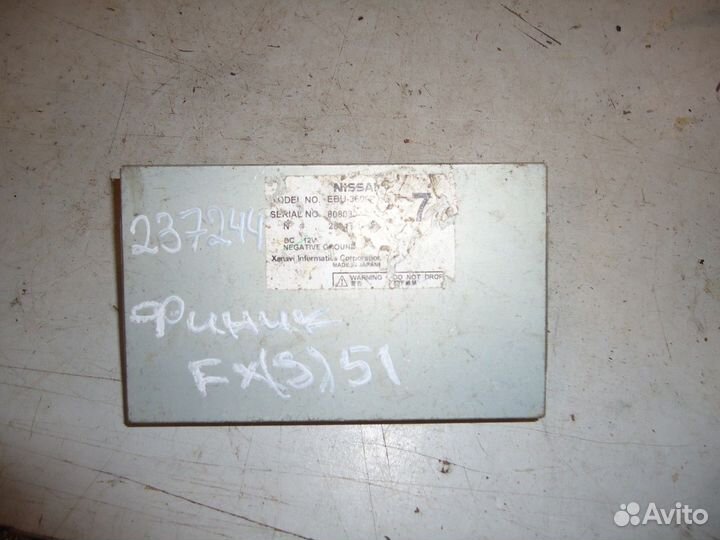 NISSAN
MODEL NO. EBU-
SERIAL NO. 8080
7
DC 12V
NEGATIVE GROUND
Xanavi Informatics Corporation
MADE IN JAPAN
WARNING DO NOT DROP
237244
Финик
FX(S)51
Avito